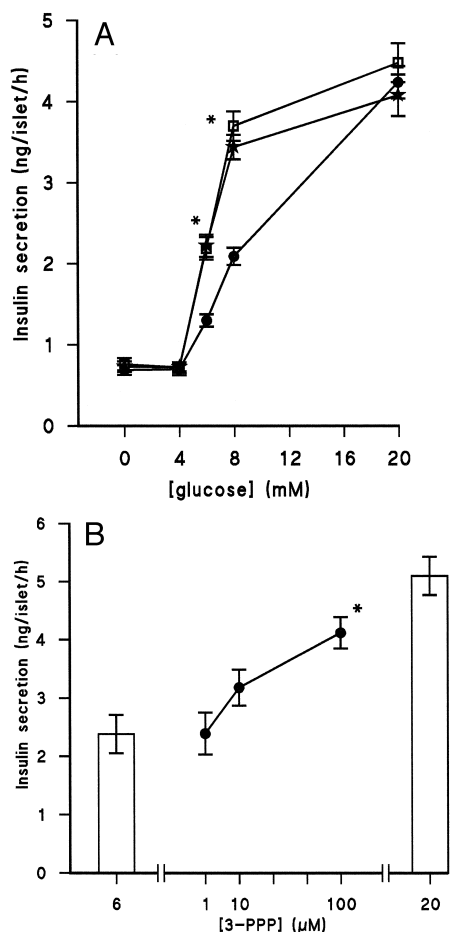 A
5
4
3
2
1
0
Insulin secretion (ng/islet/h)
*
*
0 4 8 12 16 20
[glucose] (mM)
B
6
5
4
3
2
1
0
Insulin secretion (ng/islet/h)
*
6 1 10 100 20
[3-PPP] (μM)